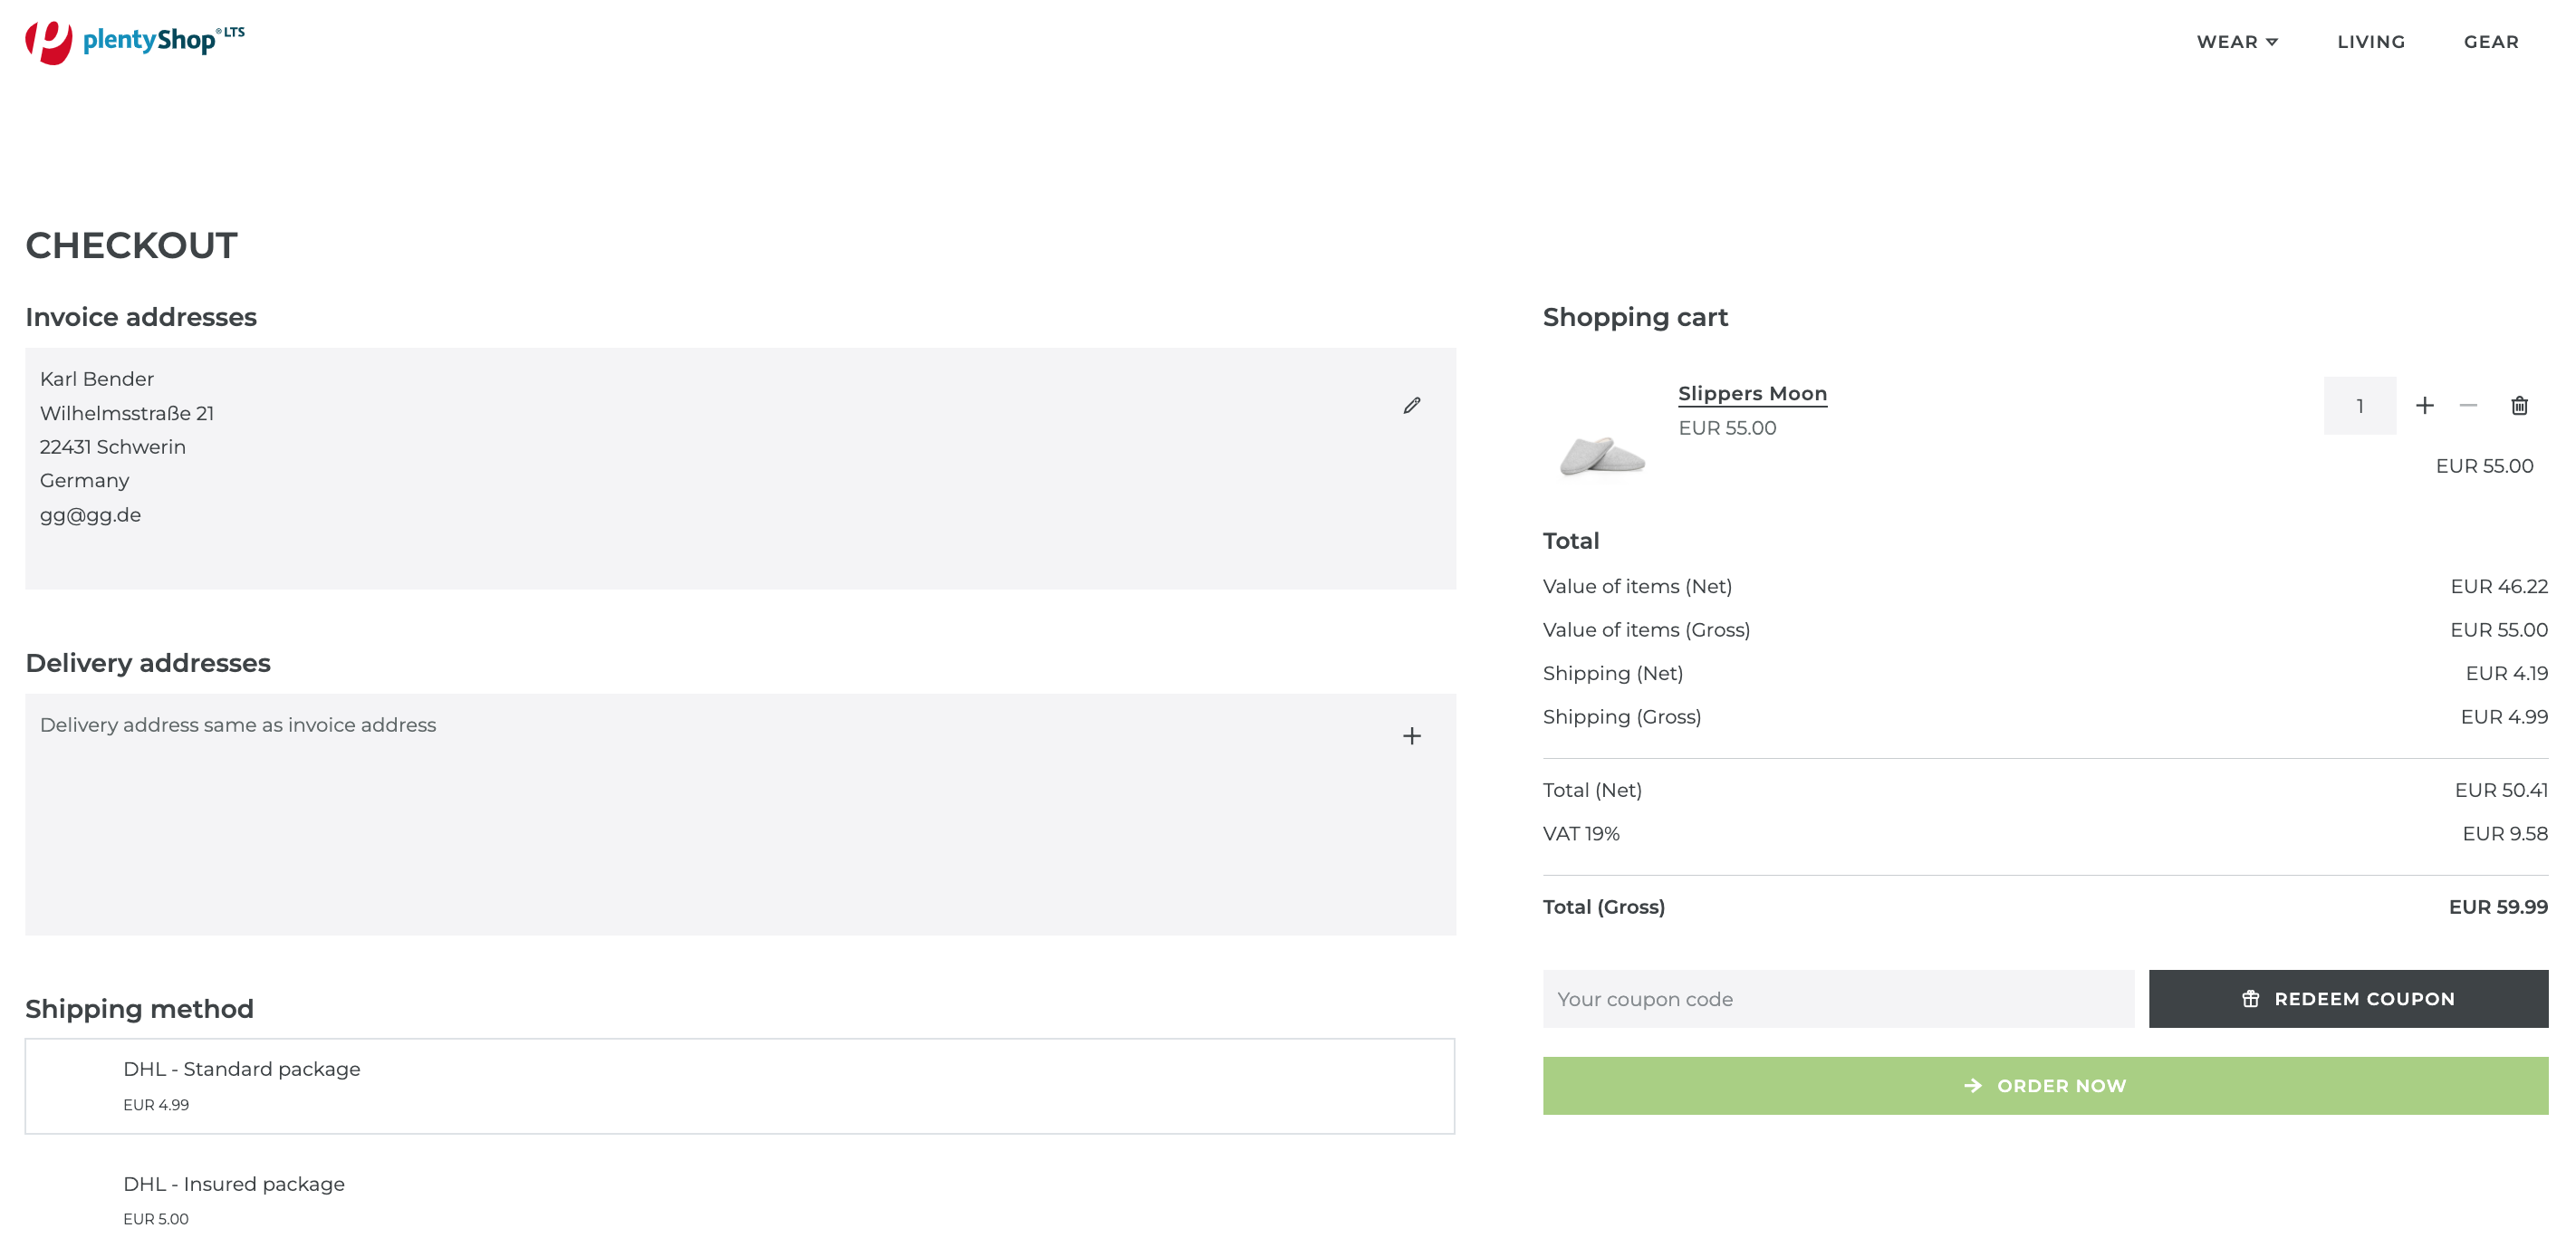 plentyShop® LTS
WEAR
LIVING
GEAR
CHECKOUT
Invoice addresses
Karl Bender
Wilhelmsstraße 21
22431 Schwerin
Germany
gg@gg.de
Delivery addresses
Delivery address same as invoice address
Shipping method
DHL - Standard package
EUR 4.99
DHL - Insured package
EUR 5.00
Shopping cart
Slippers Moon
EUR 55.00
1
EUR 55.00
Total
Value of items (Net) EUR 46.22
Value of items (Gross) EUR 55.00
Shipping (Net) EUR 4.19
Shipping (Gross) EUR 4.99
Total (Net) EUR 50.41
VAT 19% EUR 9.58
Total (Gross) EUR 59.99
Your coupon code
REDEEM COUPON
ORDER NOW